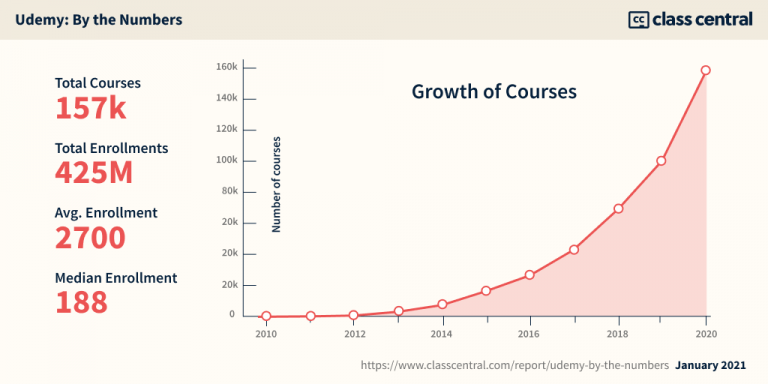 Udemy: By the Numbers
cc class central
Total Courses
157k
Total Enrollments
425M
Avg. Enrollment
2700
Median Enrollment
188
Growth of Courses
Number of courses
160k
140k
120k
100k
80k
20k
20k
20k
0
2010
2012
2014
2016
2018
2020
https://www.classcentral.com/report/udemy-by-the-numbers January 2021